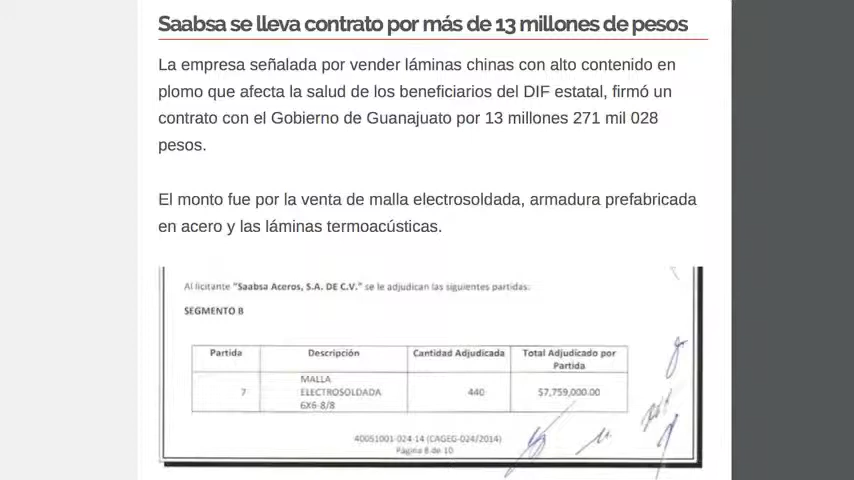 Saabsa se lleva contrato por más de 13 millones de pesos
La empresa señalada por vender láminas chinas con alto contenido en
plomo que afecta la salud de los beneficiarios del DIF estatal, firmó un
contrato con el Gobierno de Guanajuato por 13 millones 271 mil 028
pesos.
El monto fue por la venta de malla electrosoldada, armadura prefabricada
en acero y las láminas termoacústicas.
Al licitante "Saabsa Aceros, S.A. DE C.V." se le adjudican las siguientes partidas:
SEGMENTO B
Partida Descripción Cantidad Adjudicada Total Adjudicado por
Partida
MALLA
7 ELECTROSOLDADA 440 $7,759,000.00
6X6-8/8
40051001-024-14 (CAGEG-024/2014)
Página 8 de 10